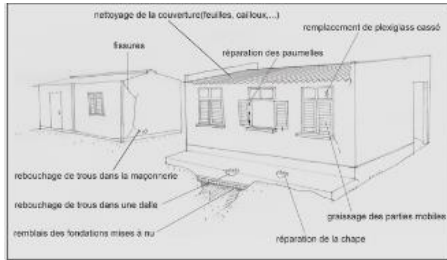 nettoyage de la couverture(feuilles, cailloux,...)
remplacement de plexiglass cassé
fissures
réparation des paumelles
rebouchage de trous dans la maçonnerie
rebouchage de trous dans une dalle
graissage des parties mobiles
remblais des fondations mises à nu
réparation de la chape